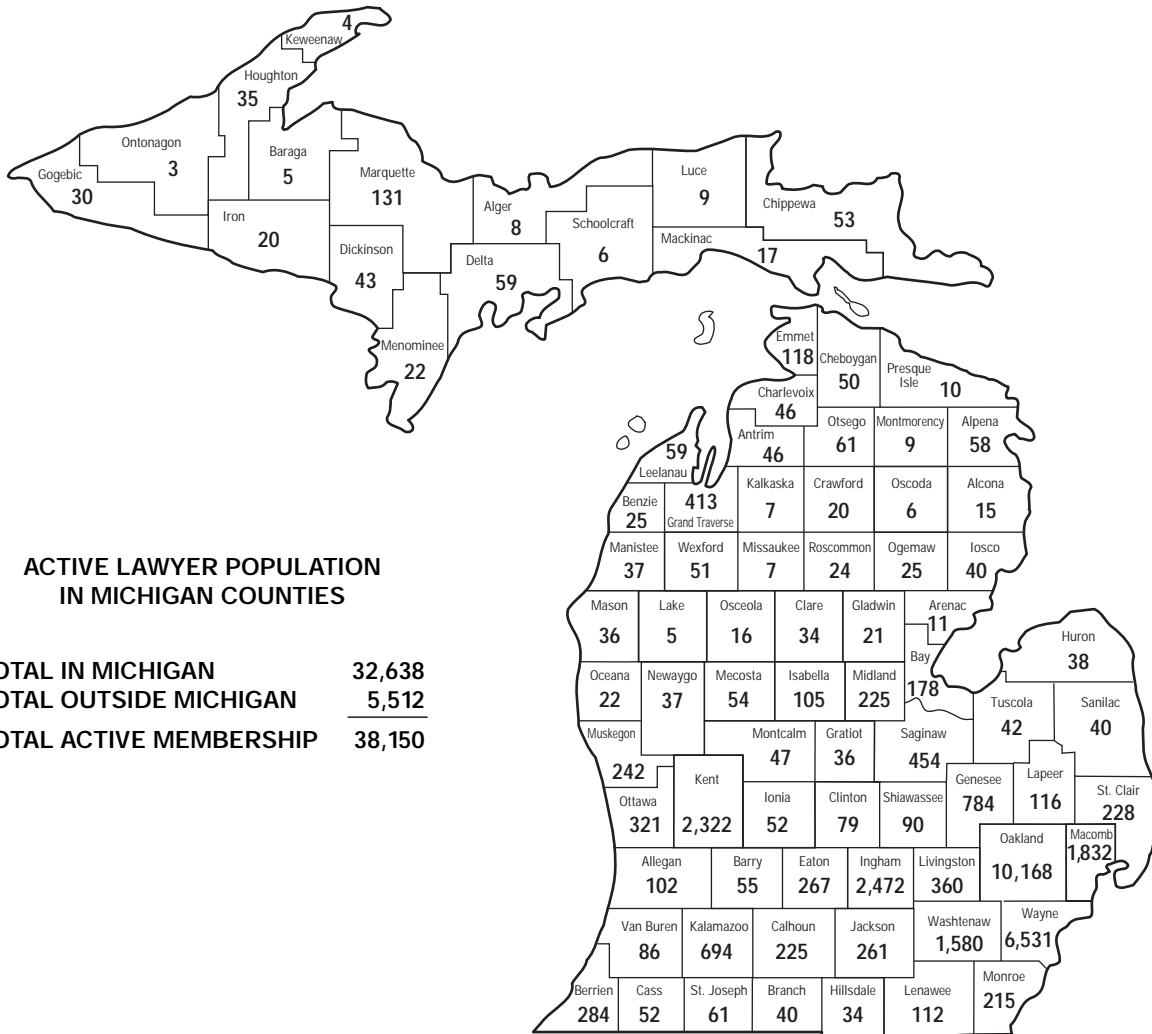 4
Keweenaw
Houghton
35
Ontonagon
3
Baraga
5
Gogebic
30
Marquette
131
Iron
20
Dickinson
43
Alger
8
Luce
9
Chippewa
53
Schoolcraft
6
Mackinac
17
Delta
59
Menominee
22
Emmet
118
Cheboygan
50
Presque
Isle
10
Charlevoix
46
Antrim
46
Otsego
61
Montmorency
9
Alpena
58
59
Leelanau
Benzie
25
413
Grand Traverse
Kalkaska
7
Crawford
20
Oscoda
6
Alcona
15
Manistee
37
Wexford
51
Missaukee
7
Roscommon
24
Ogemaw
25
Iosco
40
ACTIVE LAWYER POPULATION
IN MICHIGAN COUNTIES
OTAL IN MICHIGAN 32,638
OTAL OUTSIDE MICHIGAN 5,512
OTAL ACTIVE MEMBERSHIP 38,150
Mason
36
Lake
5
Osceola
16
Clare
34
Gladwin
21
Arenac
11
Huron
38
Oceana
22
Newaygo
37
Mecosta
54
Isabella
105
Midland
225
Bay
178
Tuscola
42
Sanilac
40
Muskegon
242
Montcalm
47
Gratiot
36
Saginaw
454
Genesee
784
Lapeer
116
St. Clair
228
Ottawa
321
Kent
2,322
Ionia
52
Clinton
79
Shiawassee
90
Oakland
10,168
Macomb
1,832
Allegan
102
Barry
55
Eaton
267
Ingham
2,472
Livingston
360
Van Buren
86
Kalamazoo
694
Calhoun
225
Jackson
261
Washtenaw
1,580
Wayne
6,531
Berrien
284
Cass
52
St. Joseph
61
Branch
40
Hillsdale
34
Lenawee
112
Monroe
215